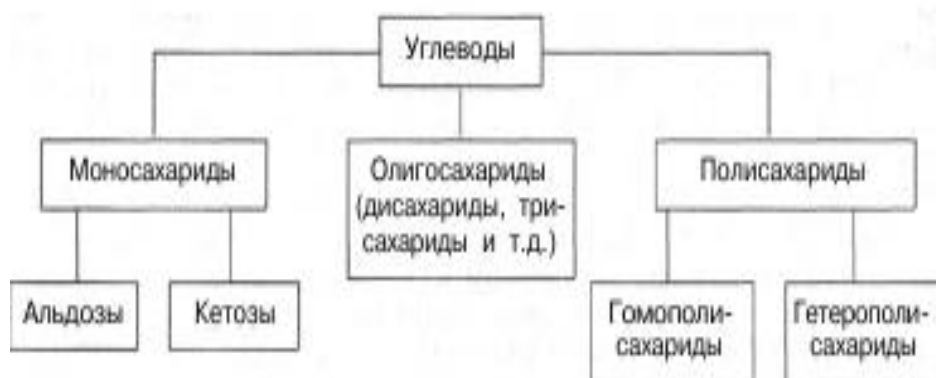 Углеводы
Моносахариды
Олигосахариды
(дисахариды, три-
сахариды и т.д.)
Полисахариды
Альдозы
Кетозы
Гомополи-
сахариды
Гетерополи-
сахариды